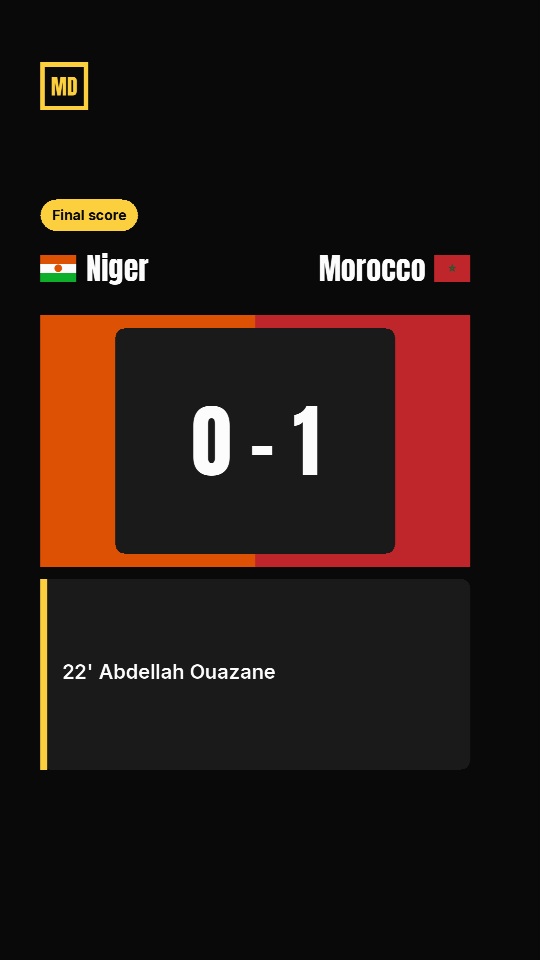 MD
Final score
Niger
Morocco
0 - 1
22' Abdellah Ouazane